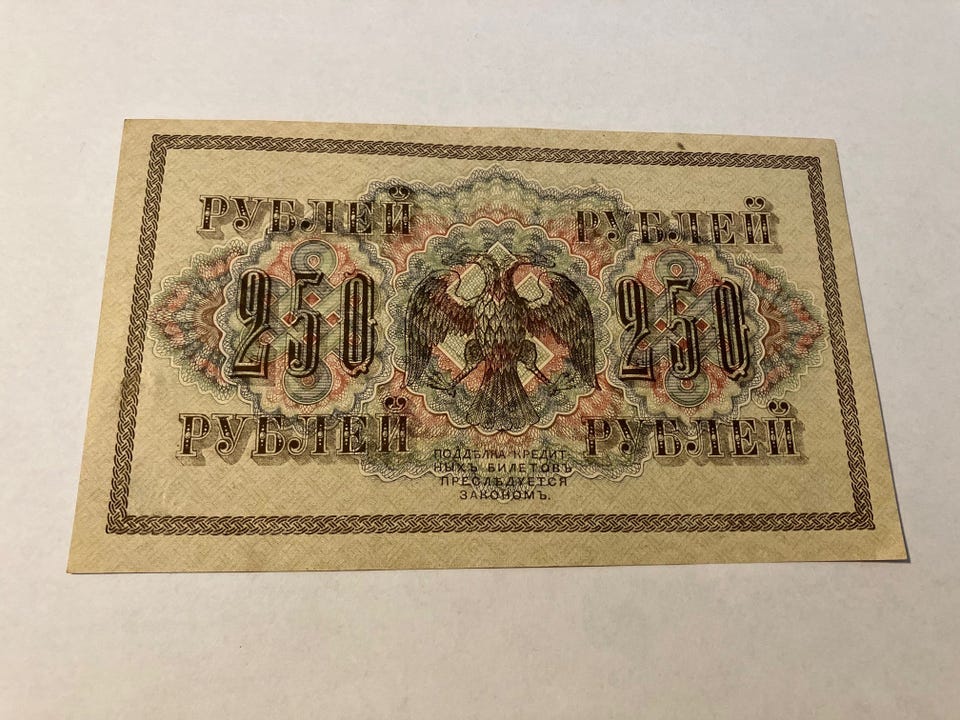 РУБЛЕЙ РУБЛЕЙ
250 250
РУБЛЕЙ РУБЛЕЙ
ПОДДѢЛКА КРЕДИТ
НЫХЪ БИЛЕТОВЪ
ПРЕСЛѢДУЕТСЯ
ЗАКОНОМЪ.